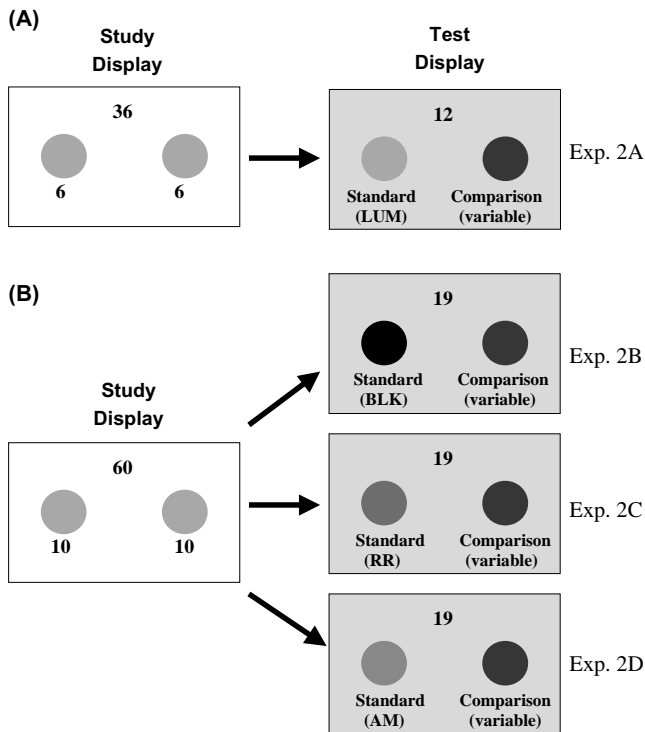 (A)
Study
Display
Test
Display
36
6 6
12
Standard
(LUM)
Comparison
(variable)
Exp. 2A
(B)
Study
Display
60
10 10
19
Standard
(BLK)
Comparison
(variable)
Exp. 2B
19
Standard
(RR)
Comparison
(variable)
Exp. 2C
19
Standard
(AM)
Comparison
(variable)
Exp. 2D